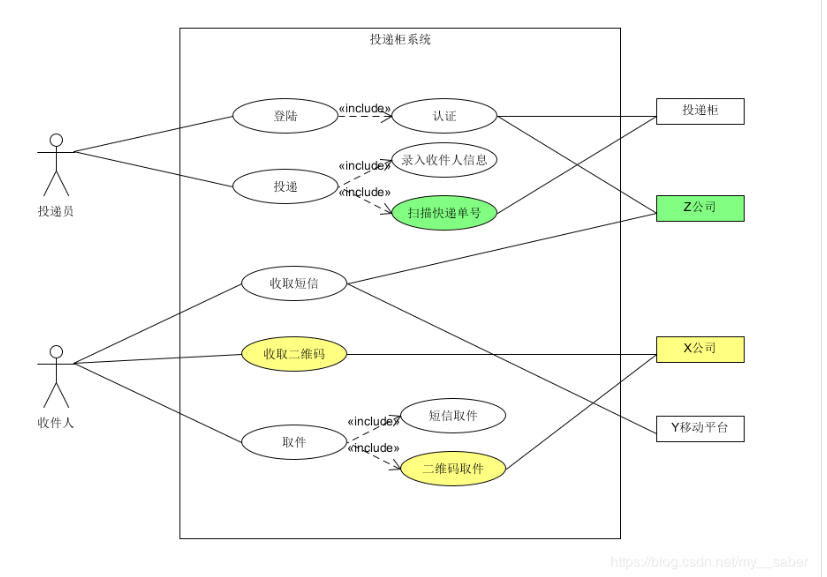 投递柜系统
登陆
«include»
认证
投递柜
投递员
投递
«include»
录入收件人信息
«include»
扫描快递单号
Z公司
收取短信
收件人
收取二维码
X公司
取件
«include»
短信取件
Y移动平台
«include»
二维码取件
https://blog.csdn.net/my__saber